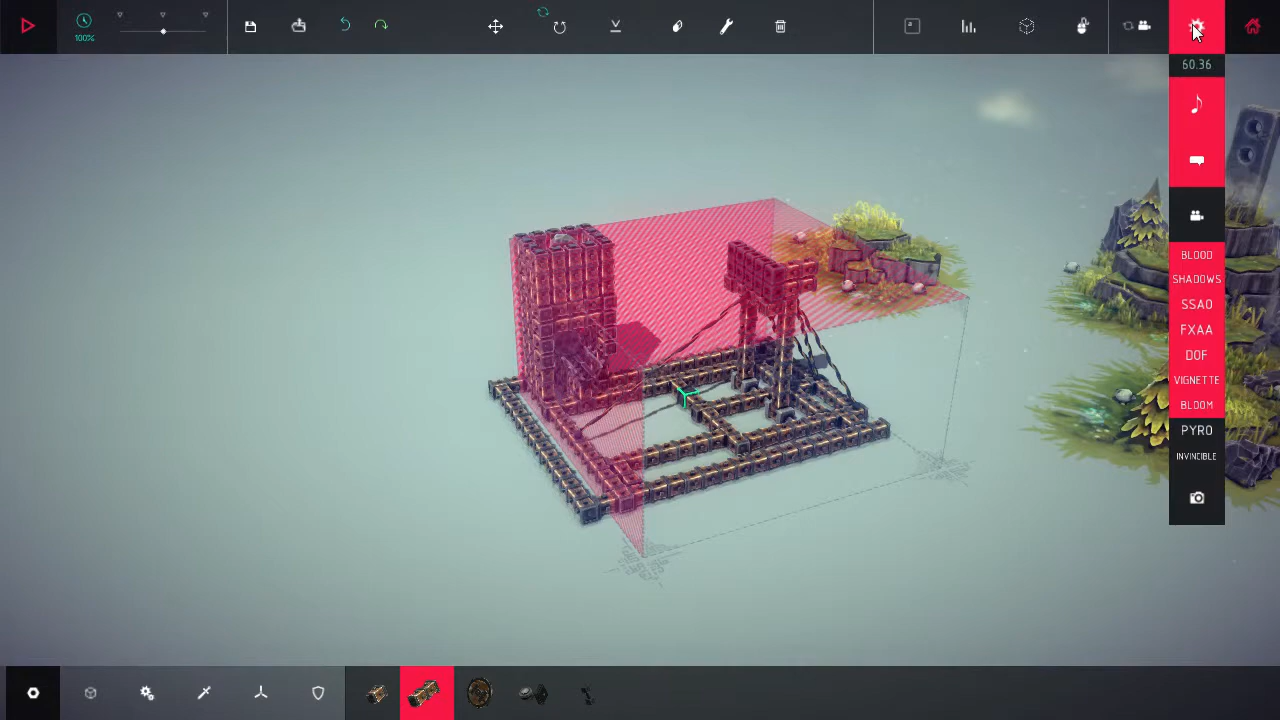 100%
60.36
BLOOD
SHADOWS
SSAO
FXAA
DOF
VIGNETTE
BLOOM
PYRO
INVINCIBLE